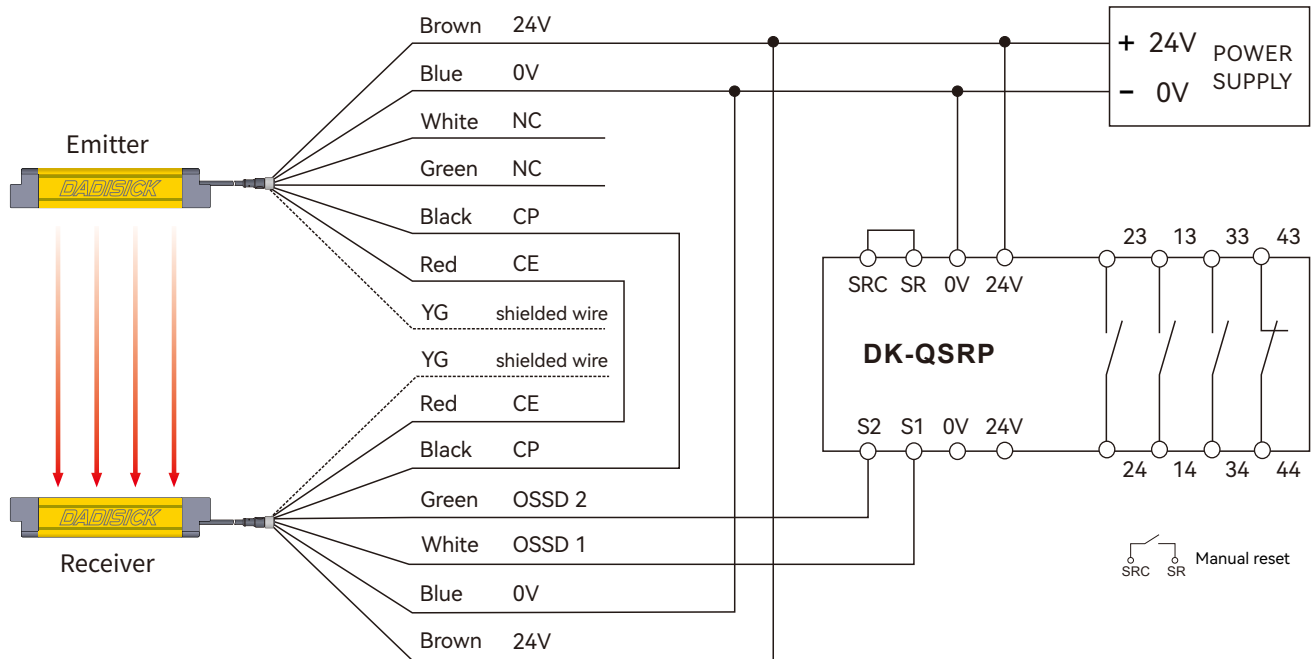 Brown 24V
Blue 0V
White NC
Green NC
Black CP
Red CE
YG shielded wire
YG shielded wire
Red CE
Black CP
Green OSSD 2
White OSSD 1
Blue 0V
Brown 24V
Emitter
DADISICK
DADISICK
Receiver
+ 24V
- 0V
POWER
SUPPLY
23 13 33 43
SRC SR 0V 24V
DK-QSRP
S2 S1 0V 24V
24 14 34 44
SRC SR
Manual reset